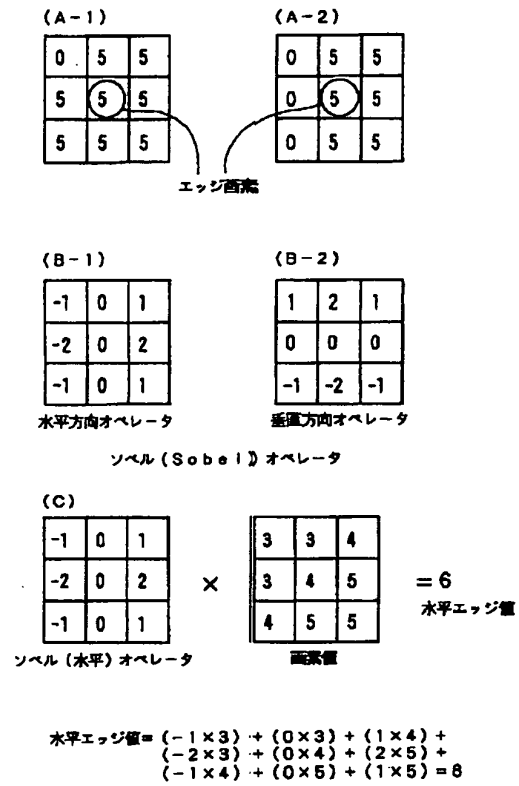 (A-1) (A-2)
0 5 5 0 5 5
5 5 5 0 5 5
5 5 5 0 5 5
エッジ画素
(B-1) (B-2)
-1 0 1 1 2 1
-2 0 2 0 0 0
-1 0 1 -1 -2 -1
水平方向オペレータ 垂直方向オペレータ
ソベル(Sobel))オペレータ
(C)
-1 0 1 3 3 4
-2 0 2 × 3 4 5 =6
-1 0 1 4 5 5 水平エッジ値
ソベル(水平)オペレータ 画素値
水平エッジ値=(-1×3)+(0×3)+(1×4)+
(-2×3)+(0×4)+(2×5)+
(-1×4)+(0×5)+(1×5)=8